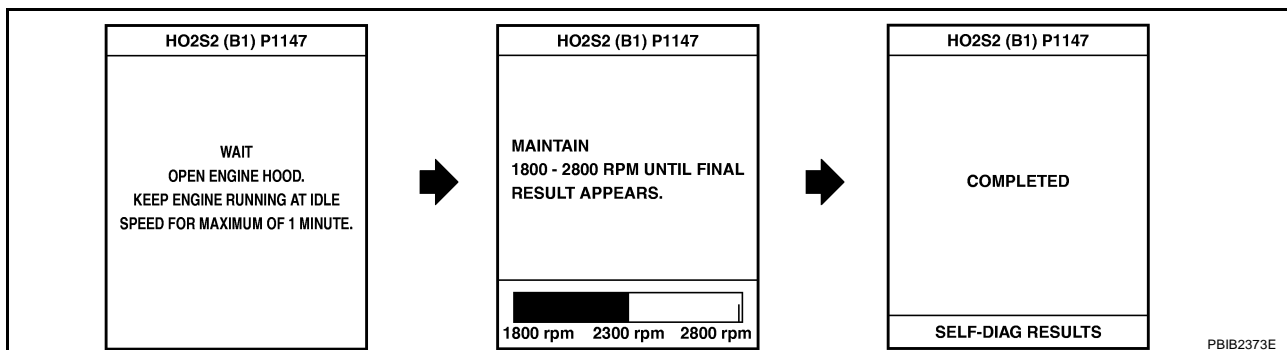 HO2S2 (B1) P1147
WAIT
OPEN ENGINE HOOD.
KEEP ENGINE RUNNING AT IDLE
SPEED FOR MAXIMUM OF 1 MINUTE.
HO2S2 (B1) P1147
MAINTAIN
1800 - 2800 RPM UNTIL FINAL
RESULT APPEARS.
1800 rpm 2300 rpm 2800 rpm
HO2S2 (B1) P1147
COMPLETED
SELF-DIAG RESULTS
PBIB2373E